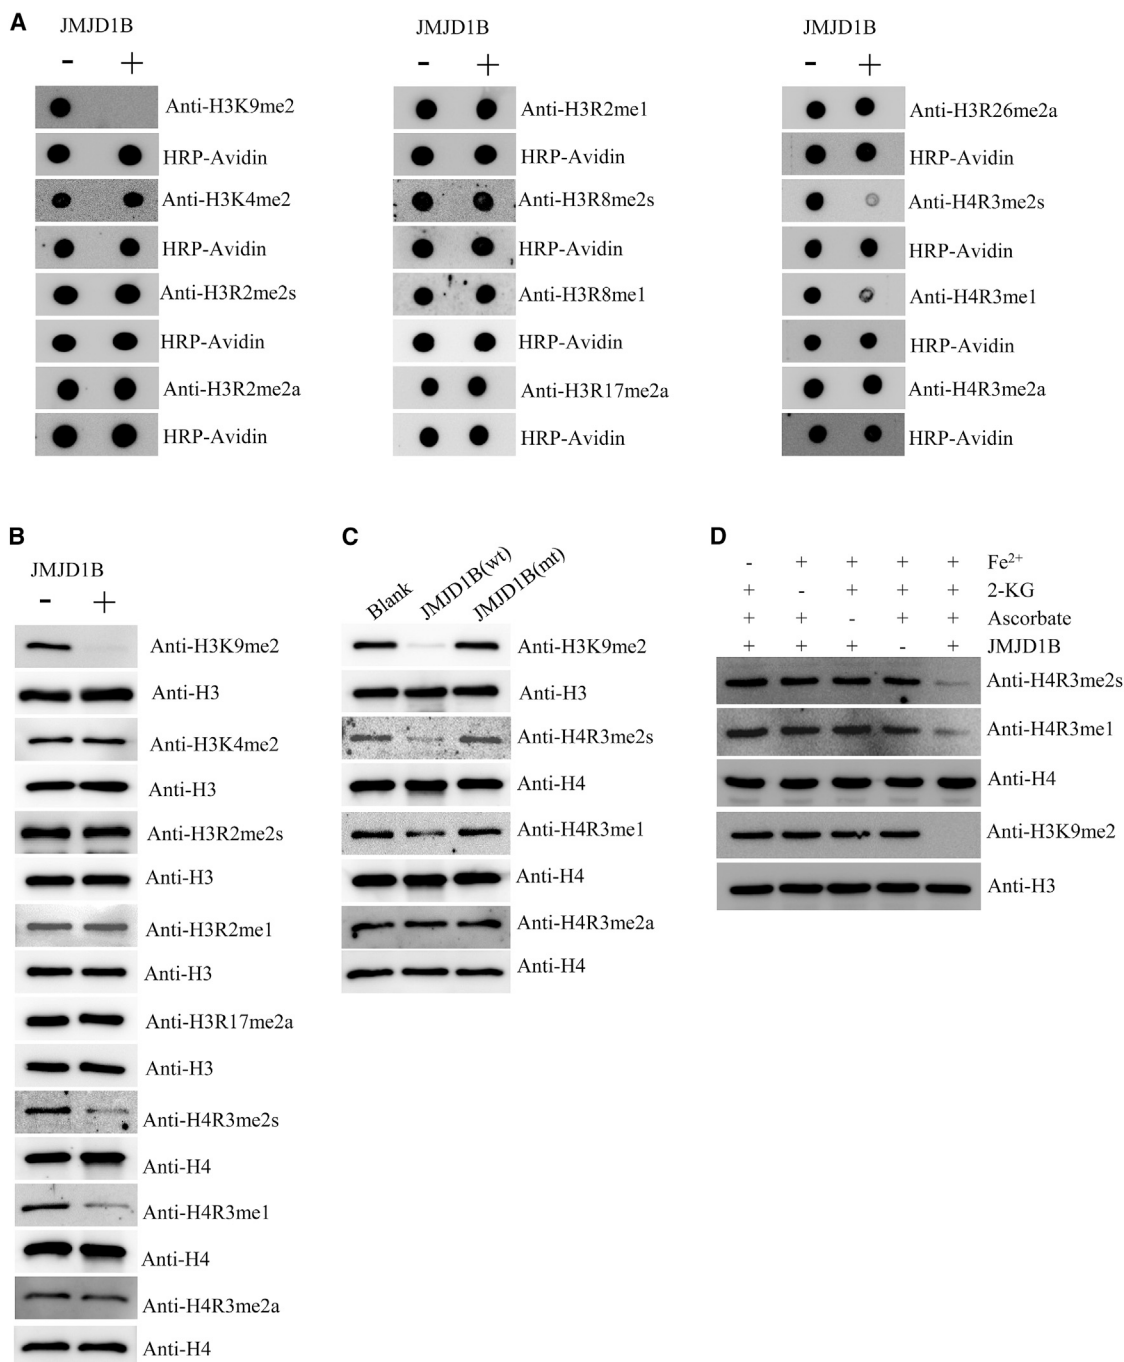 A
JMJD1B
- +
Anti-H3K9me2
HRP-Avidin
Anti-H3K4me2
HRP-Avidin
Anti-H3R2me2s
HRP-Avidin
Anti-H3R2me2a
HRP-Avidin
JMJD1B
- +
Anti-H3R2me1
HRP-Avidin
Anti-H3R8me2s
HRP-Avidin
Anti-H3R8me1
HRP-Avidin
Anti-H3R17me2a
HRP-Avidin
JMJD1B
- +
Anti-H3R26me2a
HRP-Avidin
Anti-H4R3me2s
HRP-Avidin
Anti-H4R3me1
HRP-Avidin
Anti-H4R3me2a
HRP-Avidin
B
JMJD1B
- +
Anti-H3K9me2
Anti-H3
Anti-H3K4me2
Anti-H3
Anti-H3R2me2s
Anti-H3
Anti-H3R2me1
Anti-H3
Anti-H3R17me2a
Anti-H3
Anti-H4R3me2s
Anti-H4
Anti-H4R3me1
Anti-H4
Anti-H4R3me2a
Anti-H4
C
Blank JMJD1B(wt) JMJD1B(mt)
Anti-H3K9me2
Anti-H3
Anti-H4R3me2s
Anti-H4
Anti-H4R3me1
Anti-H4
Anti-H4R3me2a
Anti-H4
D
- + + + + Fe²⁺
+ - + + + 2-KG
+ + - + + Ascorbate
+ + + - + JMJD1B
Anti-H4R3me2s
Anti-H4R3me1
Anti-H4
Anti-H3K9me2
Anti-H3